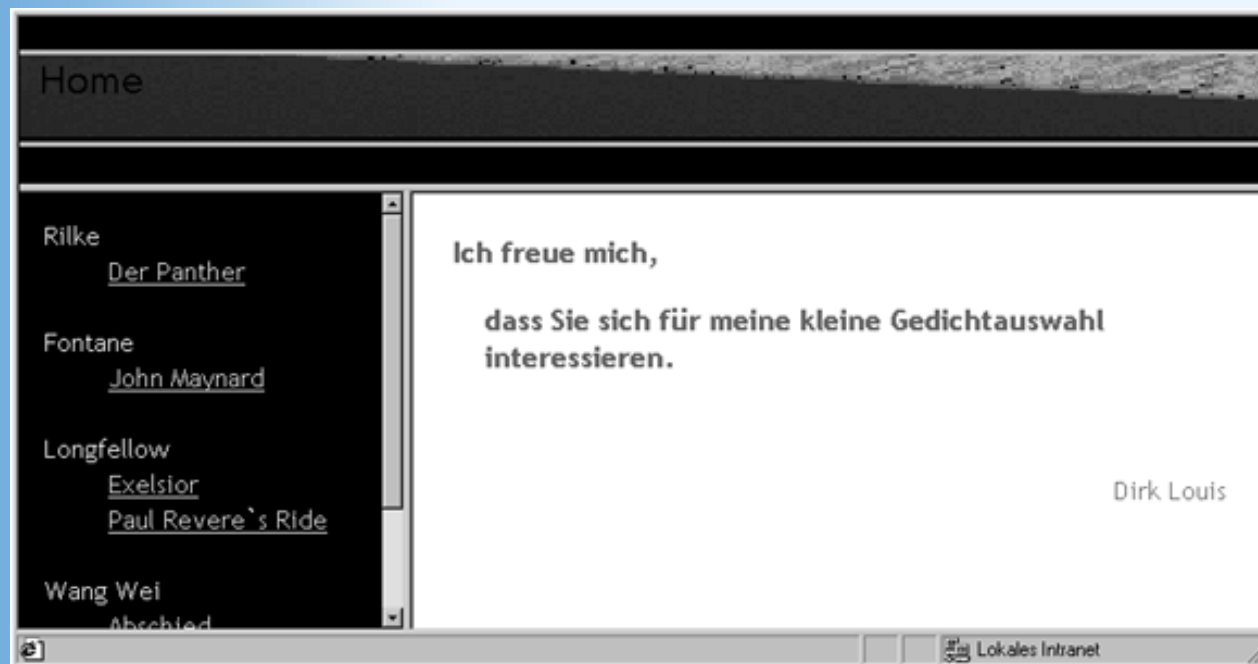 Home
Rilke
Der Panther
Fontane
John Maynard
Longfellow
Exelsior
Paul Revere`s Ride
Wang Wei
Abschied
Ich freue mich,
dass Sie sich für meine kleine Gedichtauswahl
interessieren.
Dirk Louis
Lokales Intranet